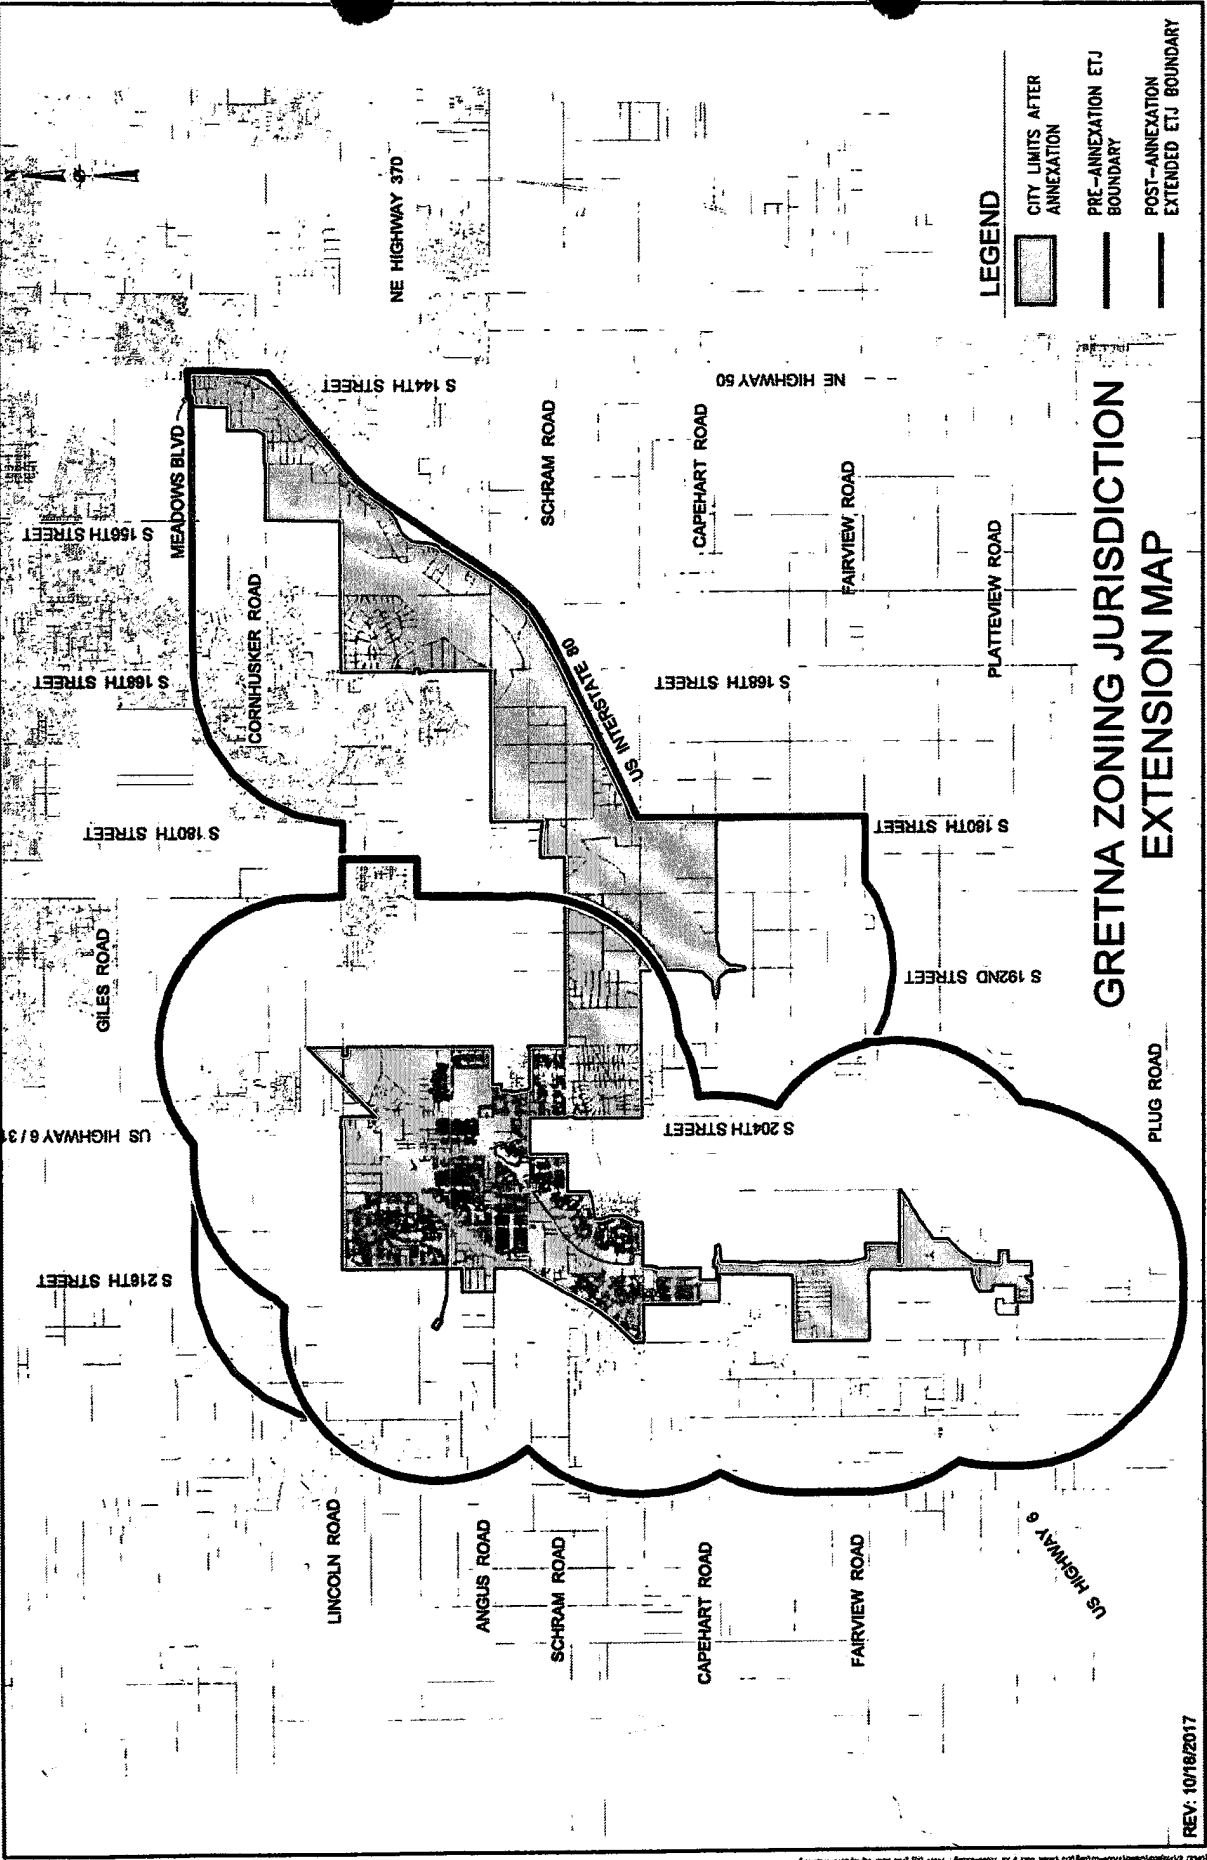 N
MEADOWS BLVD
S 156TH STREET
S 144TH STREET
NE HIGHWAY 370
S 168TH STREET
CORNHUSKER ROAD
S 180TH STREET
GILES ROAD
US HIGHWAY 6 / 31
S 216TH STREET
SCHRAM ROAD
NE HIGHWAY 50
CAPEHART ROAD
FAIRVIEW ROAD
PLATTEVIEW ROAD
US INTERSTATE 80
S 168TH STREET
S 180TH STREET
S 192ND STREET
S 204TH STREET
PLUG ROAD
LINCOLN ROAD
ANGUS ROAD
SCHRAM ROAD
CAPEHART ROAD
FAIRVIEW ROAD
US HIGHWAY 6
LEGEND
CITY LIMITS AFTER
ANNEXATION
PRE-ANNEXATION ETJ
BOUNDARY
POST-ANNEXATION
EXTENDED ETJ BOUNDARY
GRETNA ZONING JURISDICTION
EXTENSION MAP
REV: 10/18/2017